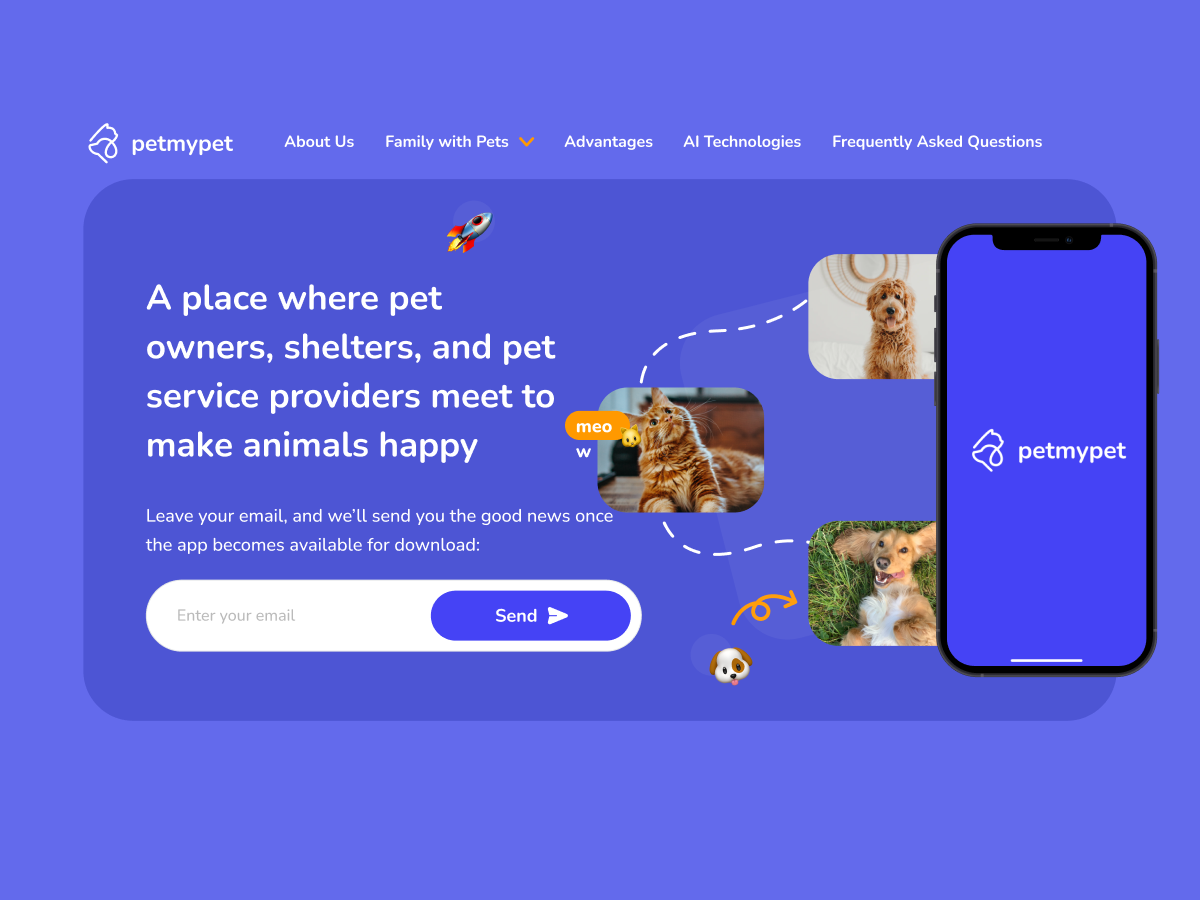 petmypet
About Us
Family with Pets
Advantages
AI Technologies
Frequently Asked Questions
A place where pet
owners, shelters, and pet
service providers meet to
make animals happy
meo
w
Leave your email, and we’ll send you the good news once
the app becomes available for download:
Enter your email
Send
petmypet